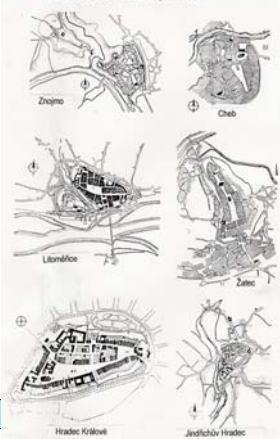 Znojmo
Cheb
Litoměřice
Žatec
Hradec Králové
Jindřichův Hradec